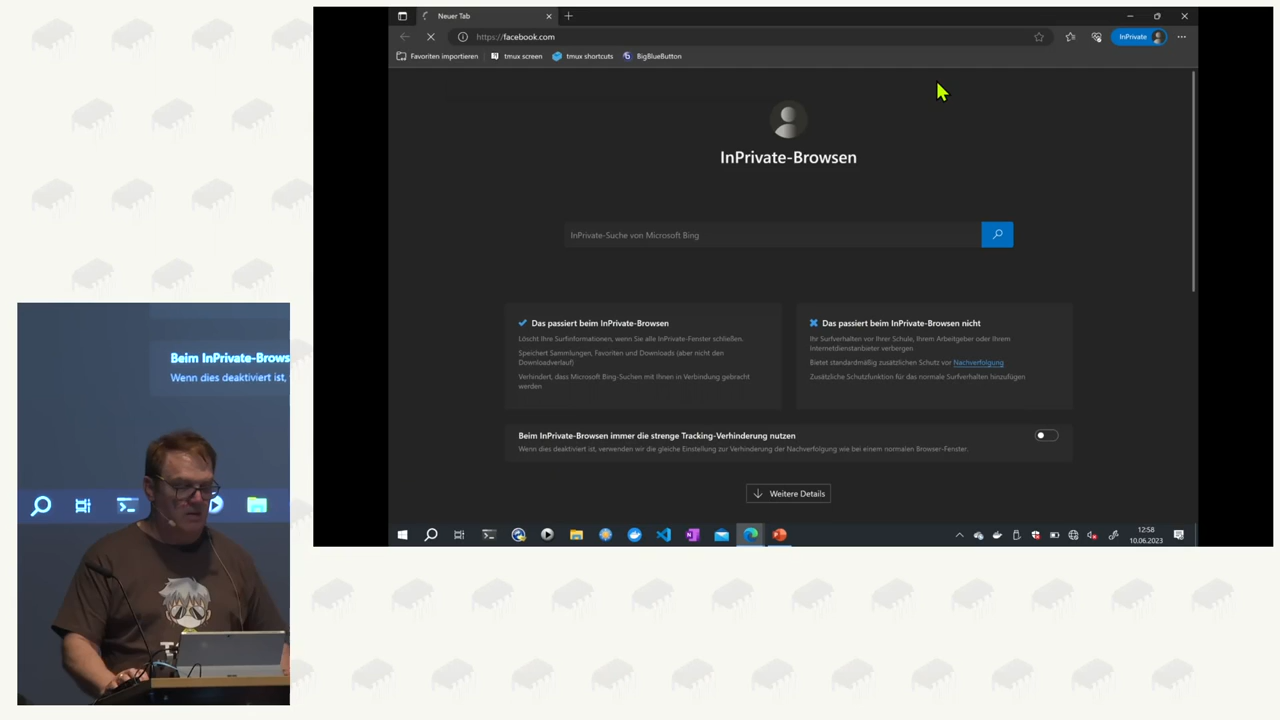 Neuer Tab
https://facebook.com
InPrivate
Favoriten importieren
tmux screen
tmux shortcuts
BigBlueButton
InPrivate-Browsen
InPrivate-Suche von Microsoft Bing
Das passiert beim InPrivate-Browsen
Löscht Ihre Surfinformationen, wenn Sie alle InPrivate-Fenster schließen.
Speichert Sammlungen, Favoriten und Downloads (aber nicht den
Downloadverlauf)
Verhindert, dass Microsoft Bing-Suchen mit Ihnen in Verbindung gebracht
werden
Das passiert beim InPrivate-Browsen nicht
Ihr Surfverhalten vor Ihrer Schule, Ihrem Arbeitgeber oder Ihrem
Internetdienstanbieter verbergen
Bietet standardmäßig zusätzlichen Schutz vor Nachverfolgung
Zusätzliche Schutzfunktion für das normale Surfverhalten hinzufügen
Beim InPrivate-Browsen immer die strenge Tracking-Verhinderung nutzen
Wenn dies deaktiviert ist, verwenden wir die gleiche Einstellung zur Verhinderung der Nachverfolgung wie bei einem normalen Browser-Fenster.
Weitere Details
12:58
10.06.2023
Beim InPrivate-Brows
Wenn dies deaktiviert ist,